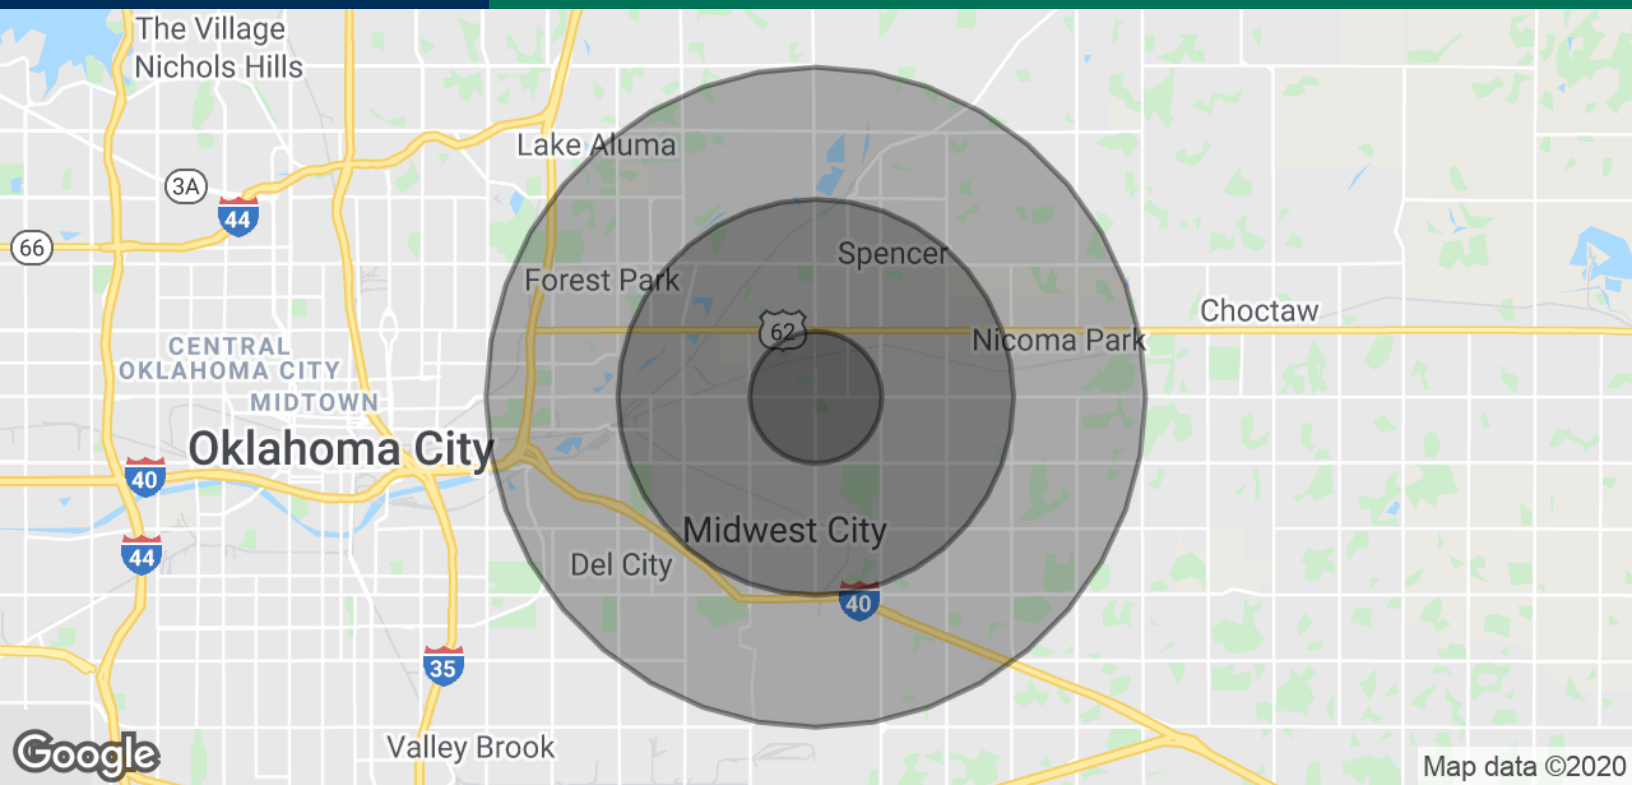 The Village
Nichols Hills
Lake Aluma
3A
44
66
Spencer
Forest Park
Choctaw
62
Nicoma Park
CENTRAL
OKLAHOMA CITY
MIDTOWN
Oklahoma City
40
Midwest City
44
Del City
40
35
Valley Brook
Google
Map data ©2020